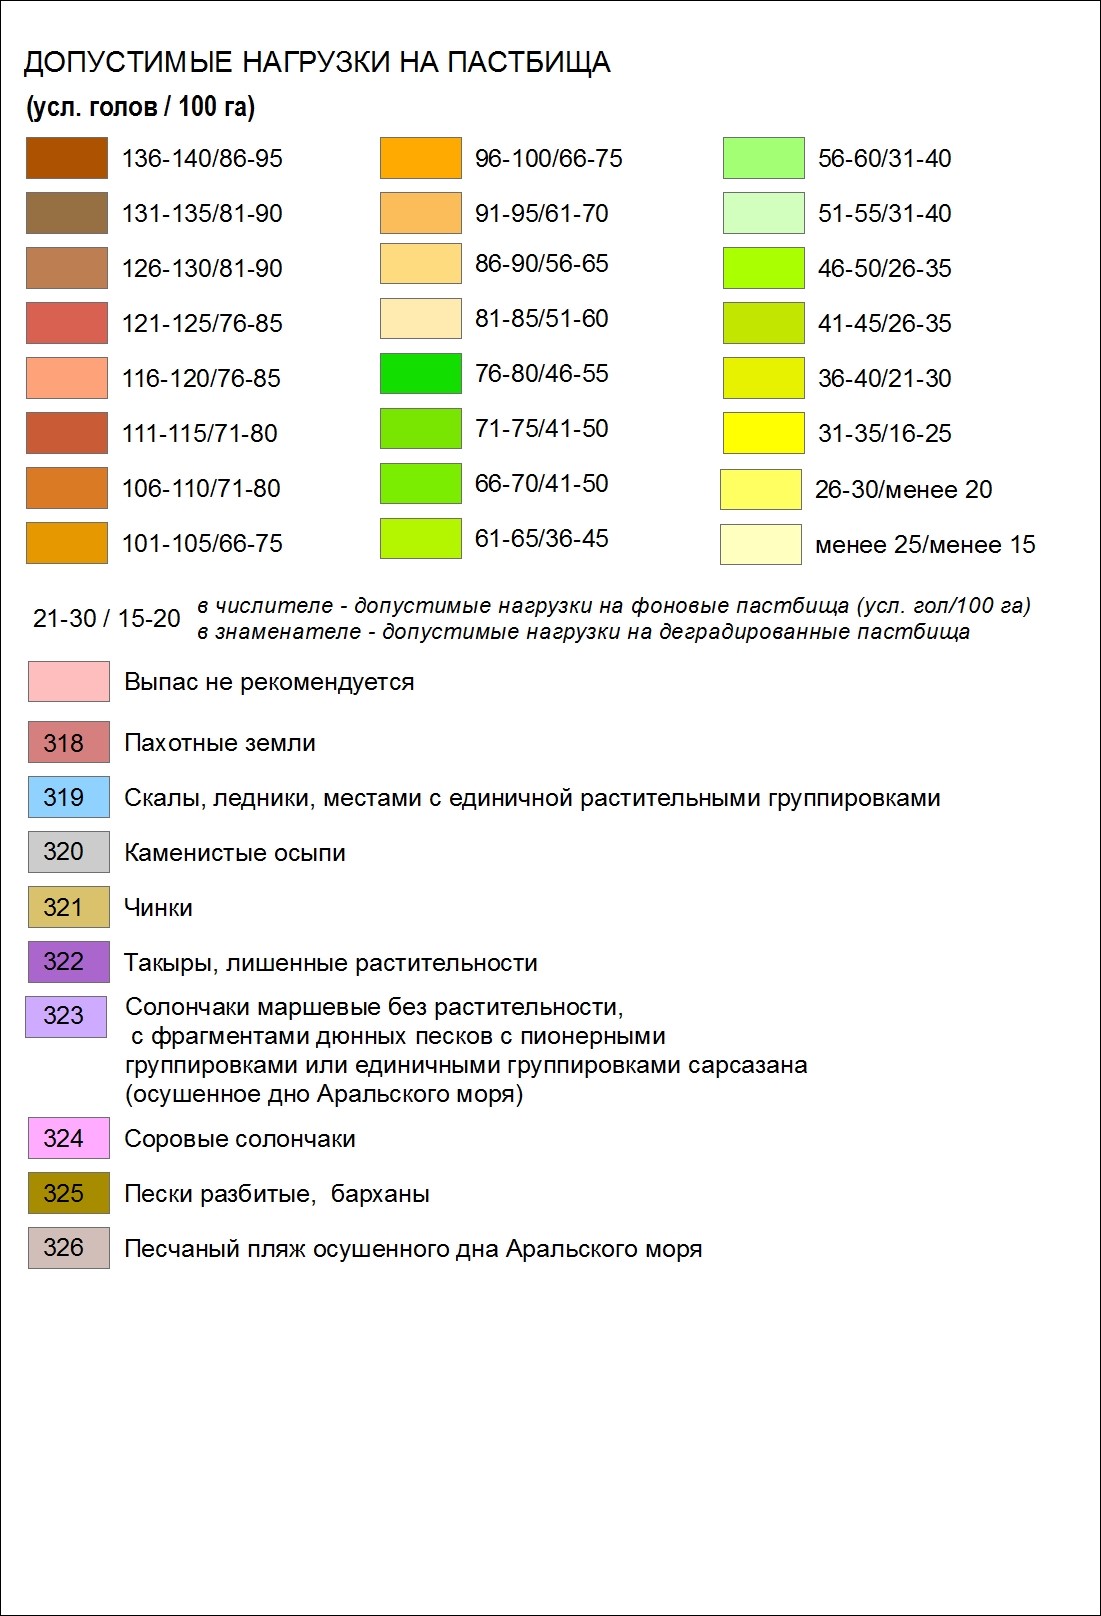 ДОПУСТИМЫЕ НАГРУЗКИ НА ПАСТБИЩА
(усл. голов / 100 га)
136-140/86-95
131-135/81-90
126-130/81-90
121-125/76-85
116-120/76-85
111-115/71-80
106-110/71-80
101-105/66-75
96-100/66-75
91-95/61-70
86-90/56-65
81-85/51-60
76-80/46-55
71-75/41-50
66-70/41-50
61-65/36-45
56-60/31-40
51-55/31-40
46-50/26-35
41-45/26-35
36-40/21-30
31-35/16-25
26-30/менее 20
менее 25/менее 15
21-30 / 15-20
в числителе - допустимые нагрузки на фоновые пастбища (усл. гол/100 га)
в знаменателе - допустимые нагрузки на деградированные пастбища
Выпас не рекомендуется
318 Пахотные земли
319 Скалы, ледники, местами с единичной растительными группировками
320 Каменистые осыпи
321 Чинки
322 Такыры, лишенные растительности
323 Солончаки маршевые без растительности,
с фрагментами дюнных песков с пионерными
группировками или единичными группировками сарсазана
(осушенное дно Аральского моря)
324 Соровые солончаки
325 Пески разбитые, барханы
326 Песчаный пляж осушенного дна Аральского моря